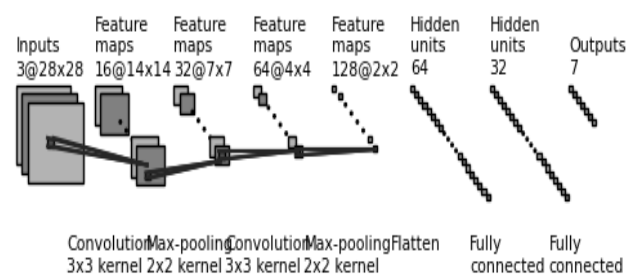 Inputs
3@28x28
Feature
maps
16@14x14
Feature
maps
32@7x7
Feature
maps
64@4x4
Feature
maps
128@2x2
Hidden
units
64
Hidden
units
32
Outputs
7
Convolution
3x3 kernel
Max-pooling
2x2 kernel
Convolution
3x3 kernel
Max-pooling
2x2 kernel
Flatten
Fully
connected
Fully
connected